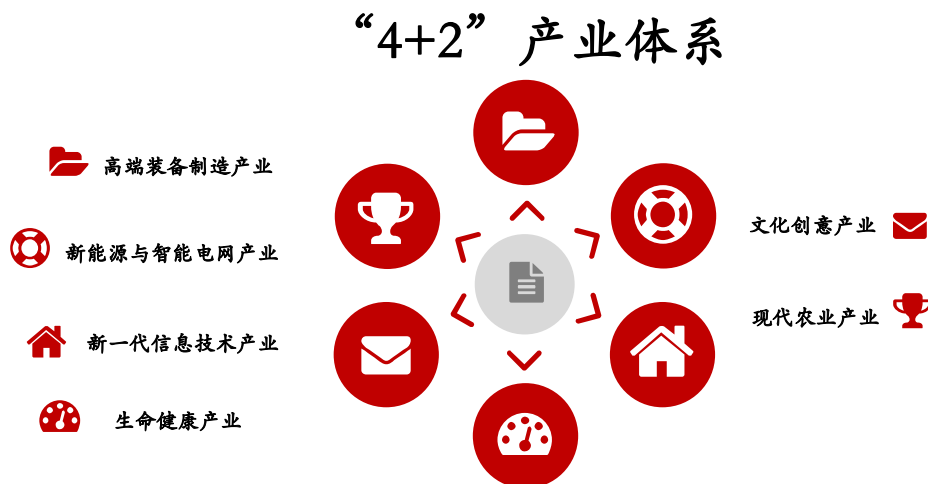 “4+2”产业体系
高端装备制造产业
新能源与智能电网产业
新一代信息技术产业
生命健康产业
文化创意产业
现代农业产业